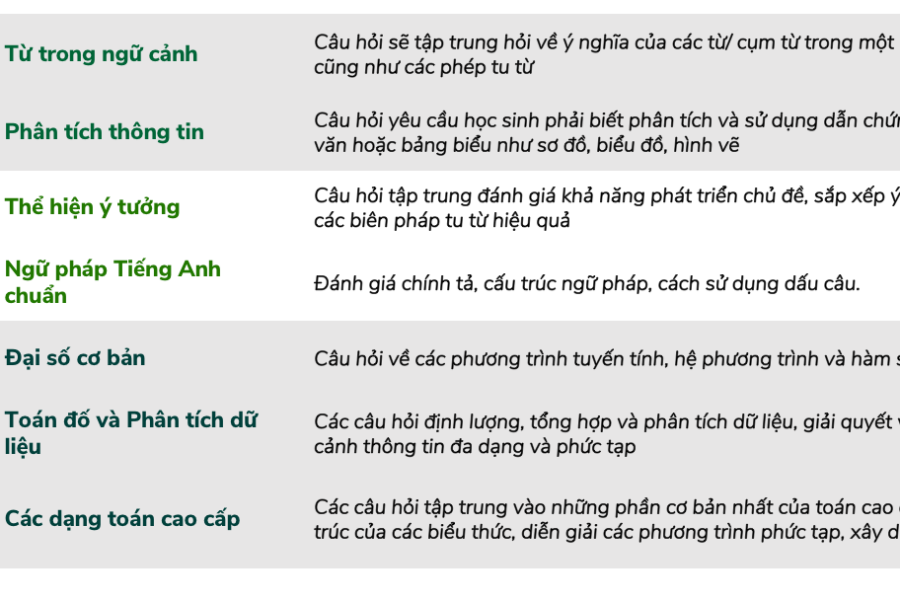 Từ trong ngữ cảnh
Câu hỏi sẽ tập trung hỏi về ý nghĩa của các từ/ cụm từ trong một
cũng như các phép tu từ
Phân tích thông tin
Câu hỏi yêu cầu học sinh phải biết phân tích và sử dụng dẫn
văn hoặc bảng biểu như sơ đồ, biểu đồ, hình vẽ
Thể hiện ý tưởng
Câu hỏi tập trung đánh giá khả năng phát triển chủ đề, sắp xếp ý
các biên pháp tu từ hiệu quả
Ngữ pháp Tiếng Anh
chuẩn
Đánh giá chính tả, cấu trúc ngữ pháp, cách sử dụng dấu câu.
Đại số cơ bản
Câu hỏi về các phương trình tuyến tính, hệ phương trình và hàm
Toán đố và Phân tích dữ
liệu
Các câu hỏi định lượng, tổng hợp và phân tích dữ liệu, giải quyết
cảnh thông tin đa dạng và phức tạp
Các dạng toán cao cấp
Các câu hỏi tập trung vào những phần cơ bản nhất của toán cao
trúc của các biểu thức, diễn giải các phương trình phức tạp, xây